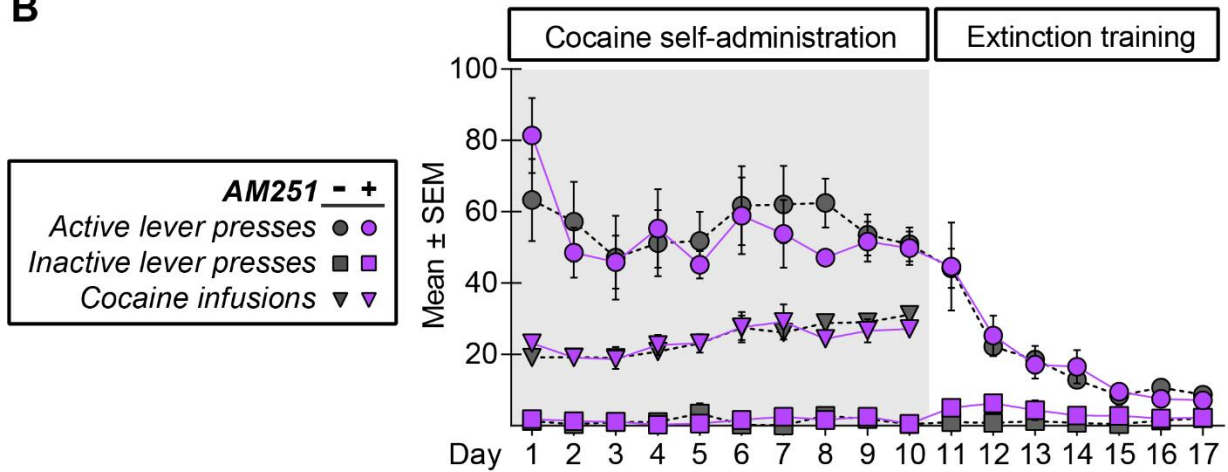 B
Cocaine self-administration
Extinction training
AM251 - +
Active lever presses
Inactive lever presses
Cocaine infusions
Mean ± SEM
100
80
60
40
20
Day 1 2 3 4 5 6 7 8 9 10 11 12 13 14 15 16 17